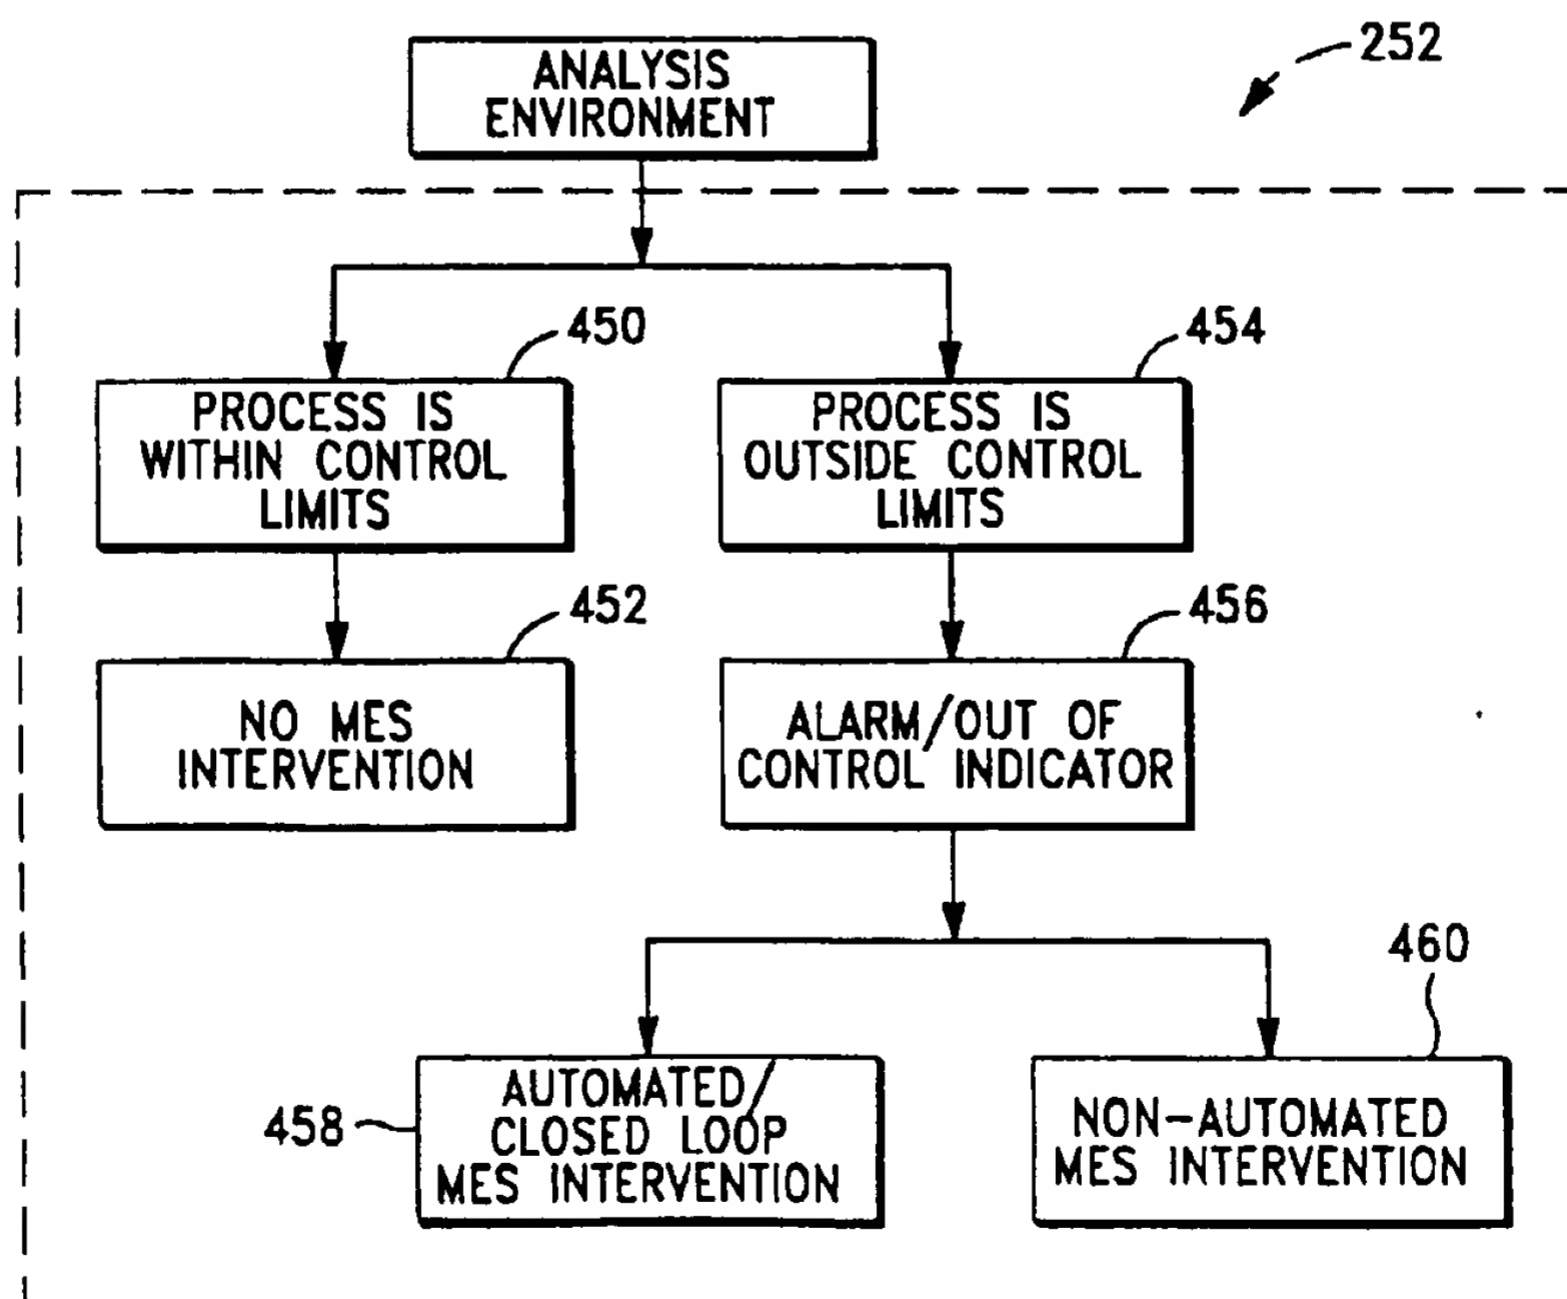 ANALYSIS
ENVIRONMENT
252
450
454
PROCESS IS
WITHIN CONTROL
LIMITS
PROCESS IS
OUTSIDE CONTROL
LIMITS
452
456
NO MES
INTERVENTION
ALARM/OUT OF
CONTROL INDICATOR
460
458
AUTOMATED/
CLOSED LOOP
MES INTERVENTION
NON-AUTOMATED
MES INTERVENTION